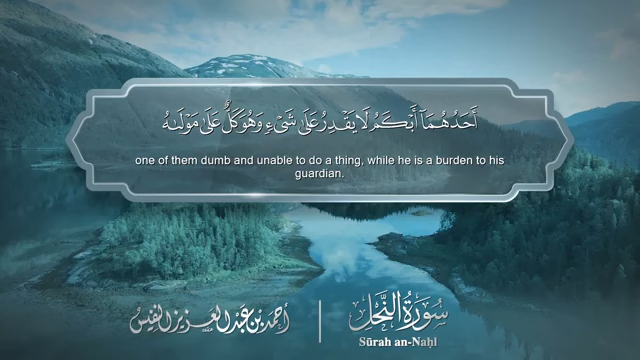 أَحَدُهُمَآ أَبْكَمُ لَا يَقْدِرُ عَلَىٰ شَىْءٍ وَهُوَ كَلٌّ عَلَىٰ مَوْلَىٰهُ
one of them dumb and unable to do a thing, while he is a burden to his
guardian.
سُورَةُ النَّحْلِ
Sūrah an-Naḥl
أحمد بن عبد العزيز النفيس